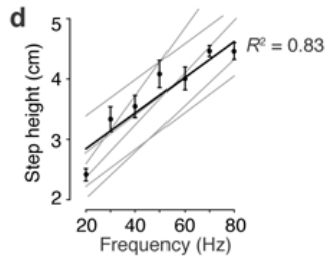 d
5
4
3
2
Step height (cm)
R² = 0.83
20 40 60 80
Frequency (Hz)